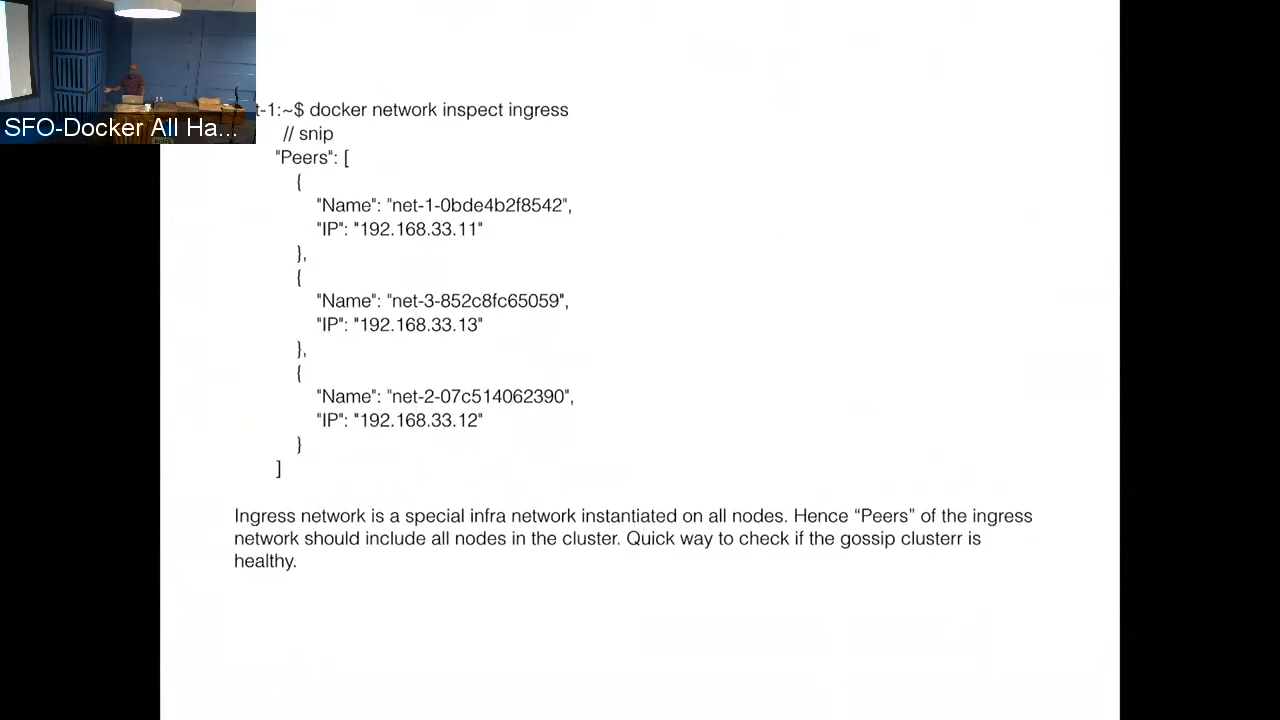 SFO-Docker All Ha...
t-1:~$ docker network inspect ingress
// snip
"Peers": [
{
"Name": "net-1-0bde4b2f8542",
"IP": "192.168.33.11"
},
{
"Name": "net-3-852c8fc65059",
"IP": "192.168.33.13"
},
{
"Name": "net-2-07c514062390",
"IP": "192.168.33.12"
}
]
Ingress network is a special infra network instantiated on all nodes. Hence “Peers” of the ingress
network should include all nodes in the cluster. Quick way to check if the gossip clusterr is
healthy.